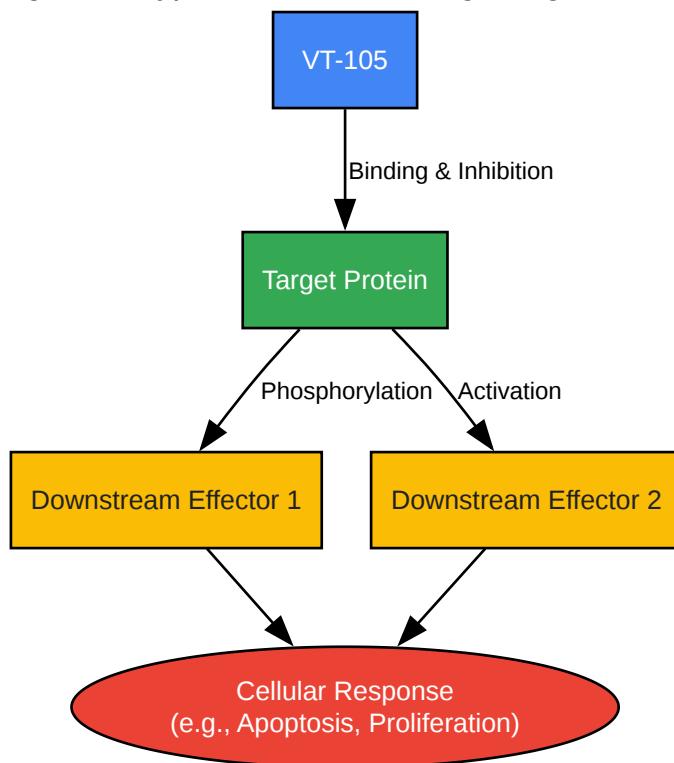 VT-105
Binding & Inhibition
Target Protein
Phosphorylation
Activation
Downstream Effector 1
Downstream Effector 2
Cellular Response
(e.g., Apoptosis, Proliferation)